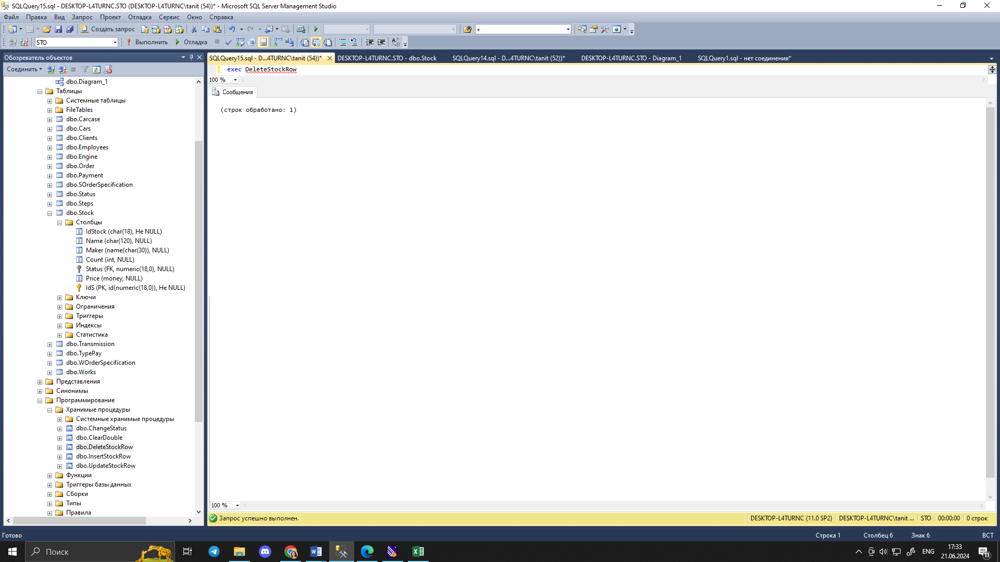 SQLQuery15.sql - DESKTOP-L4TURNC.STO (DESKTOP-L4TURNC\tanit (54))* - Microsoft SQL Server Management Studio
Файл Правка Вид Запрос Проект Отладка Сервис Окно Справка
Создать запрос +
STO Выполнить Отладка
Обозреватель объектов
Соединить
dbo.Diagram_1
Таблицы
Системные таблицы
FileTables
dbo.Carcase
dbo.Cars
dbo.Clients
dbo.Employees
dbo.Engine
dbo.Order
dbo.Payment
dbo.SOrderSpecification
dbo.Status
dbo.Steps
dbo.Stock
Столбцы
IdStock (char(18), Не NULL)
Name (char(120), NULL)
Maker (name(char(30)), NULL)
Count (int, NULL)
Status (FK, numeric(18,0), NULL)
Price (money, NULL)
IdS (PK, id(numeric(18,0)), Не NULL)
Ключи
Ограничения
Триггеры
Индексы
Статистика
dbo.Transmission
dbo.TypePay
dbo.WOrderSpecification
dbo.Works
Представления
Синонимы
Программирование
Хранимые процедуры
Системные хранимые процедуры
dbo.ChangeStatus
dbo.ClearDouble
dbo.DeleteStockRow
dbo.InsertStockRow
dbo.UpdateStockRow
Функции
Триггеры базы данных
Сборки
Типы
Правила
SQLQuery15.sql - D...4TURNC\tanit (54))* DESKTOP-L4TURNC.STO - dbo.Stock SQLQuery14.sql - D...4TURNC\tanit (52))* DESKTOP-L4TURNC.STO - Diagram_1 SQLQuery1.sql - нет соединения*
exec DeleteStockRow
100 %
Сообщения
(строк обработано: 1)
100 %
Запрос успешно выполнен. DESKTOP-L4TURNC (11.0 SP2) DESKTOP-L4TURNC\tanit ... STO 00:00:00 0 строк
Готово Строка 1 Столбец 6 Знак 6 ВСТ
Поиск ENG 17:33
21.06.2024 11